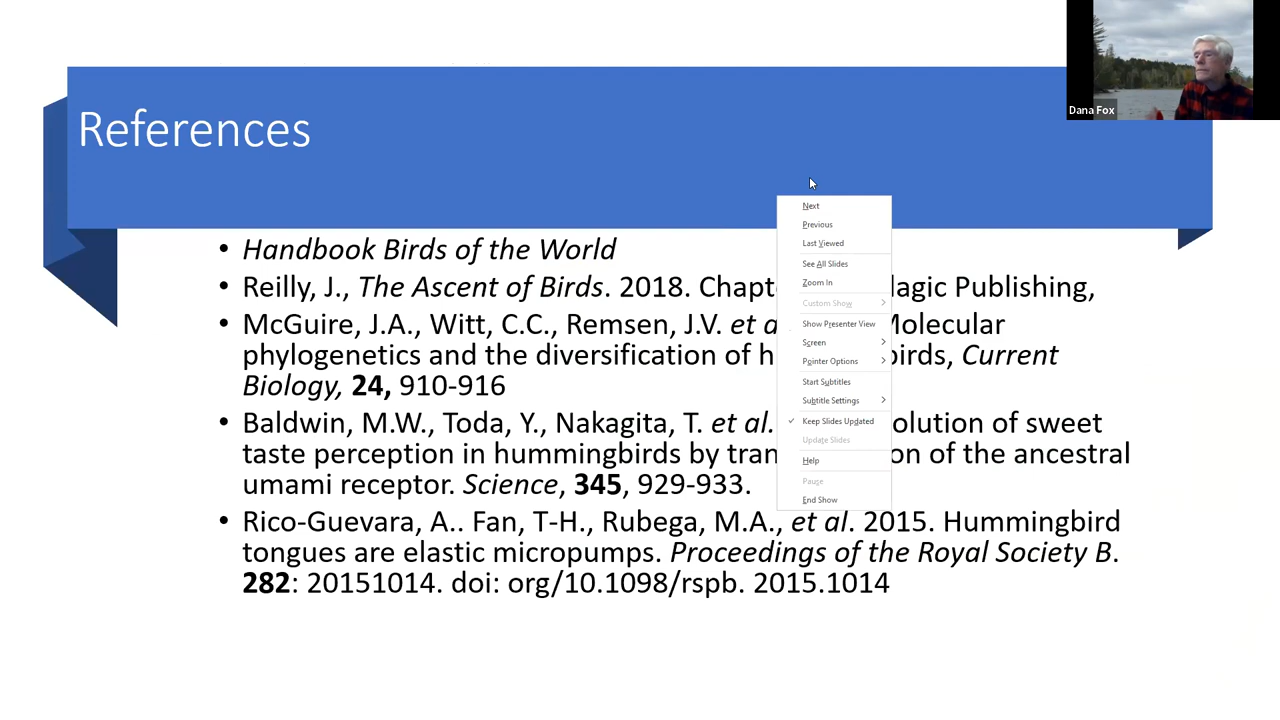 Dana Fox
References
• Handbook Birds of the World
• Reilly, J., The Ascent of Birds. 2018. Publishing,
• McGuire, J.A., Witt, C.C., Remsen, J.V. et Molecular
phylogenetics and the diversification of birds, Current
Biology, 24, 910-916
• Baldwin, M.W., Toda, Y., Nakagita, T. et al. of sweet
taste perception in hummingbirds by of the ancestral
umami receptor. Science, 345, 929-933.
• Rico-Guevara, A.. Fan, T-H., Rubega, M.A., et al. 2015. Hummingbird
tongues are elastic micropumps. Proceedings of the Royal Society B.
282: 20151014. doi: org/10.1098/rspb. 2015.1014
Next
Previous
Last Viewed
See All Slides
Zoom In
Custom Show
Show Presenter View
Screen
Pointer Options
Start Subtitles
Subtitle Settings
Keep Slides Updated
Update Slides
Help
Pause
End Show